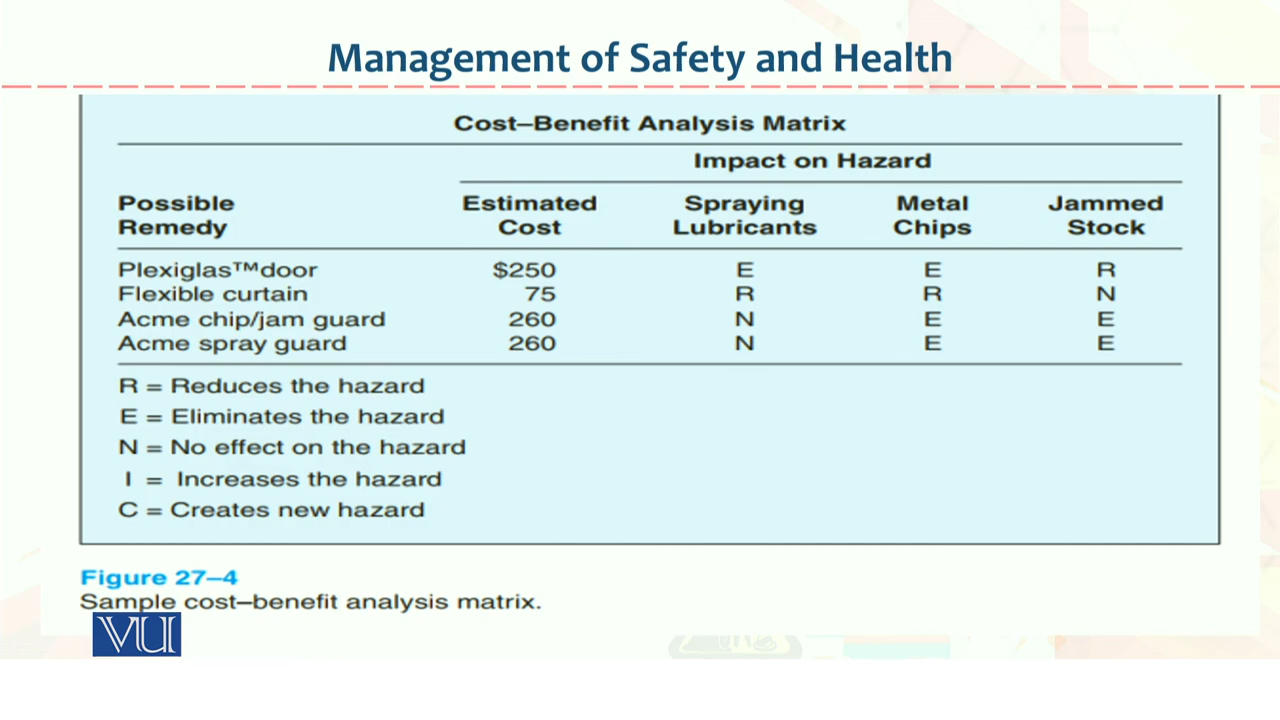 Management of Safety and Health
Cost–Benefit Analysis Matrix
Impact on Hazard
Possible Remedy Estimated Cost Spraying Lubricants Metal Chips Jammed Stock
Plexiglas™door $250 E E R
Flexible curtain 75 R R N
Acme chip/jam guard 260 N E E
Acme spray guard 260 N E E
R = Reduces the hazard
E = Eliminates the hazard
N = No effect on the hazard
I = Increases the hazard
C = Creates new hazard
Figure 27–4
Sample cost–benefit analysis matrix.
VU